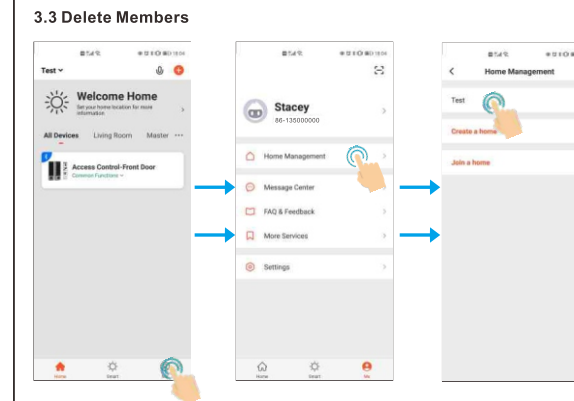 3.3 Delete Members
Test
Welcome Home
Set your home location for more
information
All Devices Living Room Master ...
Access Control-Front Door
Common Functions
Home Smart
Stacey
86-135000000
Home Management
Message Center
FAQ & Feedback
More Services
Settings
Home Smart Me
Home Management
Test
Create a home
Join a home